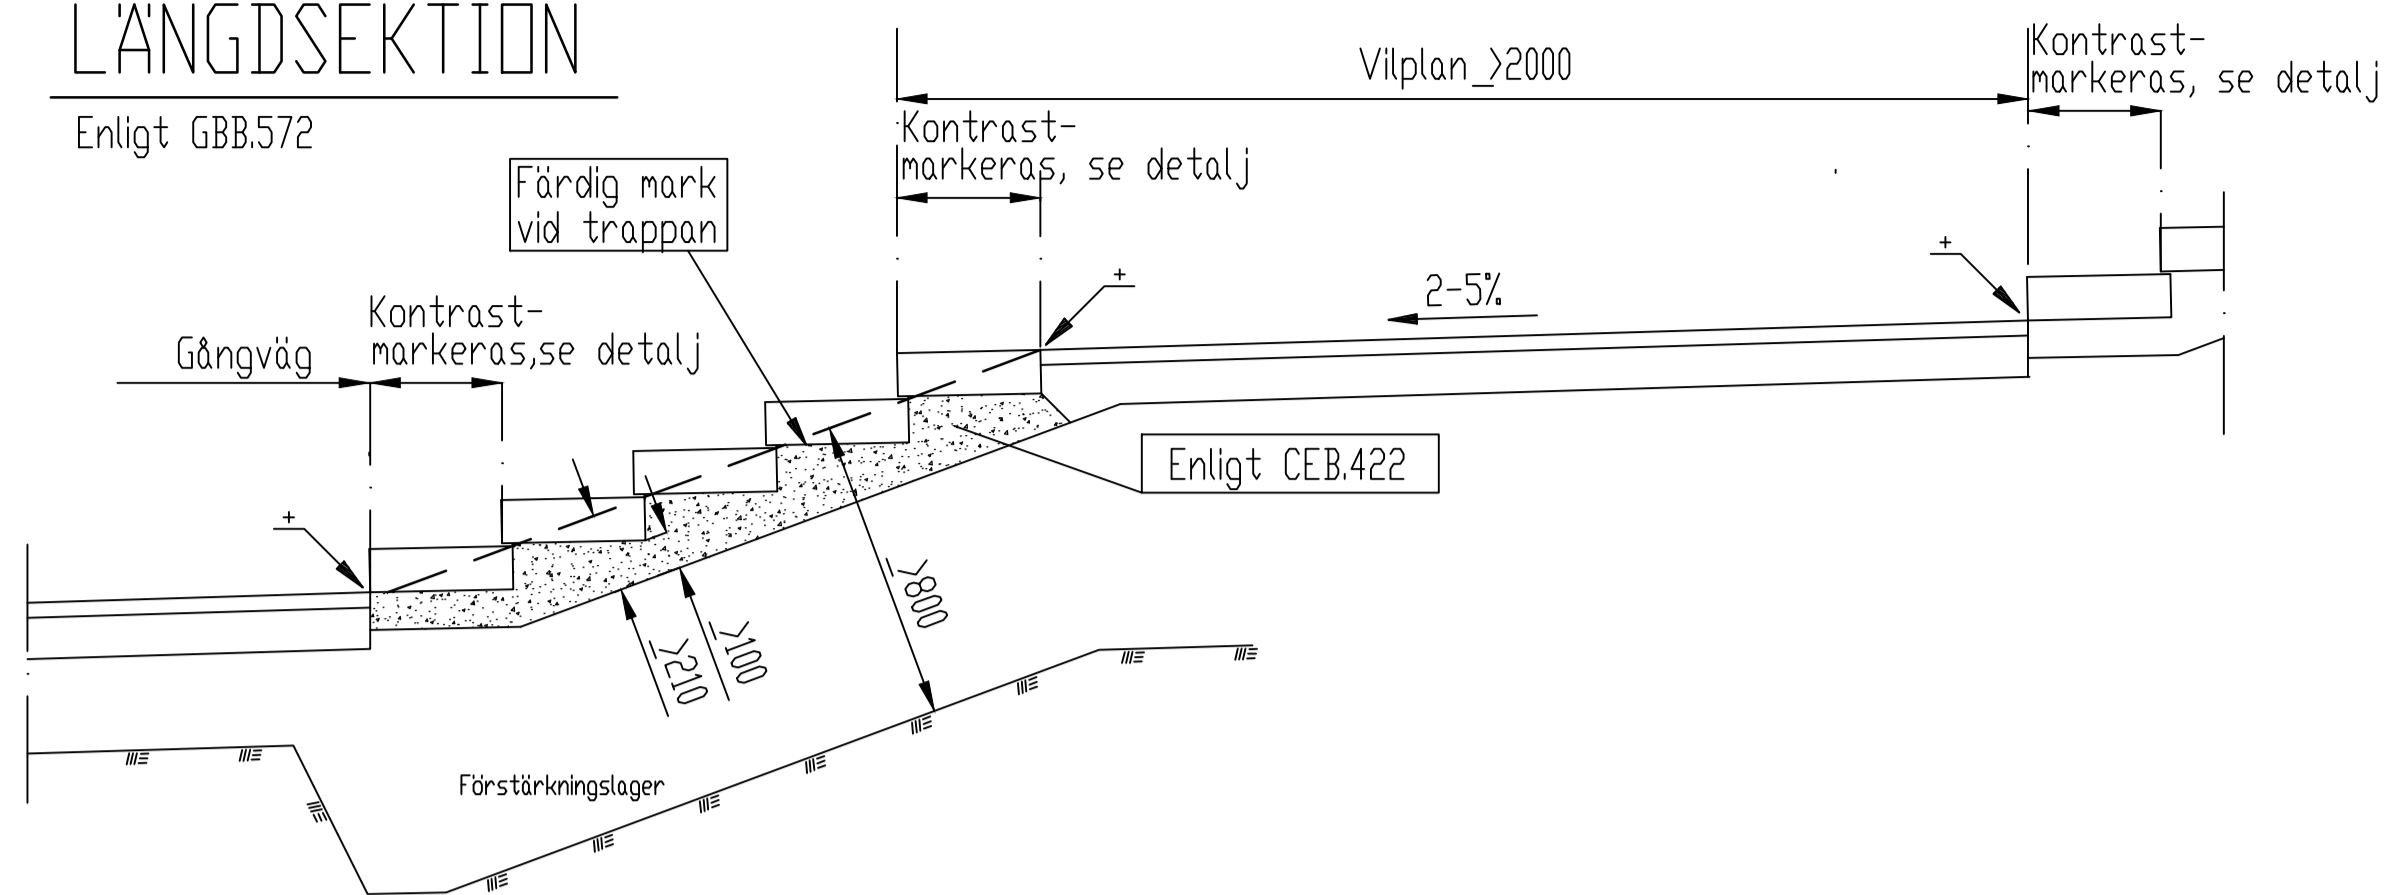 LÄNGDSEKTION
Enligt GBB.572
Vilplan ≥2000
Kontrast-
markeras, se detalj
Kontrast-
markeras, se detalj
Färdig mark
vid trappan
+
+
2-5%
Kontrast-
markeras,se detalj
Gångväg
Enligt CEB.422
+
≥800
≥100
≥210
Förstärkningslager